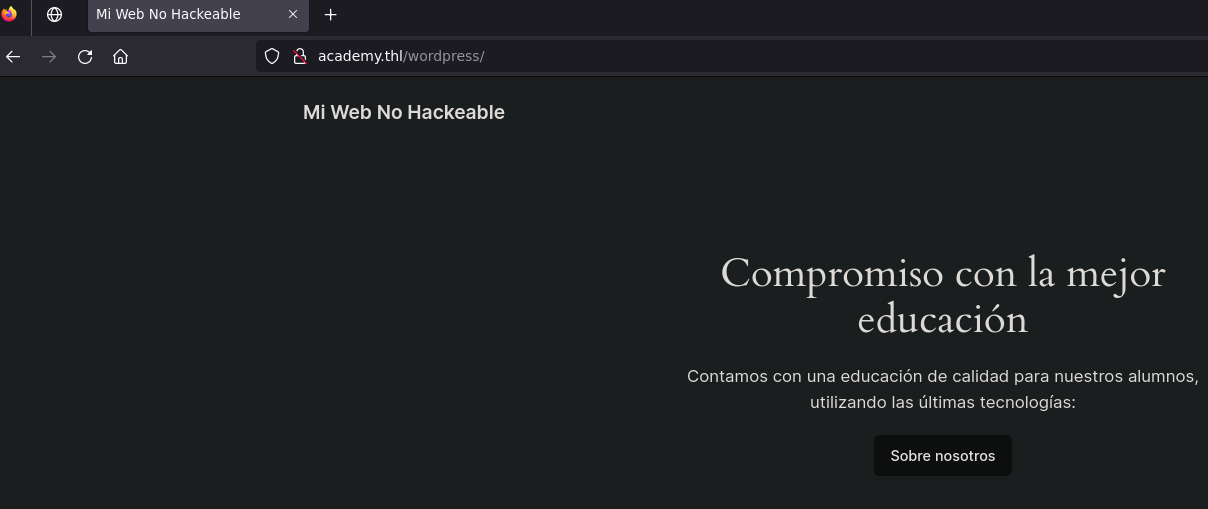 Mi Web No Hackeable
academy.thl/wordpress/
Mi Web No Hackeable
Compromiso con la mejor
educación
Contamos con una educación de calidad para nuestros alumnos,
utilizando las últimas tecnologías:
Sobre nosotros